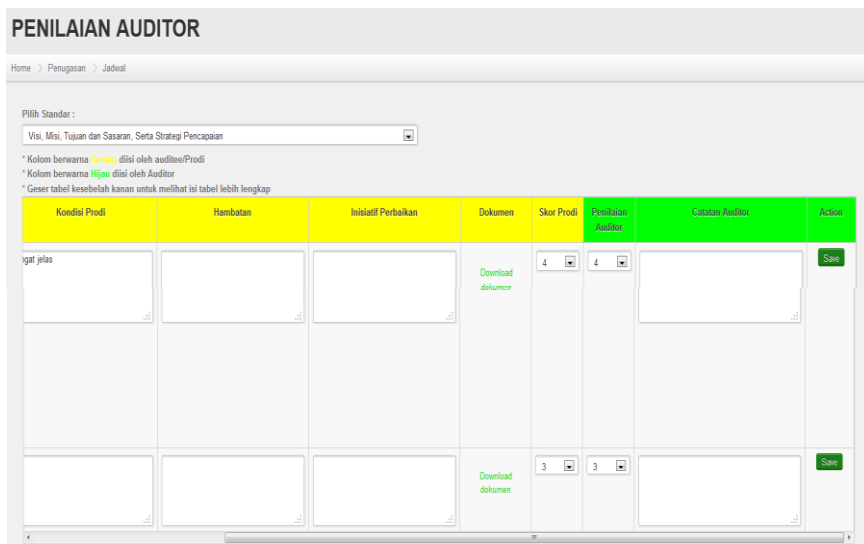 PENILAIAN AUDITOR
Home > Penugasan > Jadwal
Pilih Standar :
Visi, Misi, Tujuan dan Sasaran, Serta Strategi Pencapaian
* Kolom berwarna Kuning diisi oleh auditee/Prodi
* Kolom berwarna Hijau diisi oleh Auditor
* Geser tabel kesebelah kanan untuk melihat isi tabel lebih lengkap
Kondisi Prodi Hambatan Inisiatif Perbaikan Dokumen Skor Prodi Penilaian Auditor Catatan Auditor Action
ngat jelas Download dokumen 4 4 Save
Download dokumen 3 3 Save